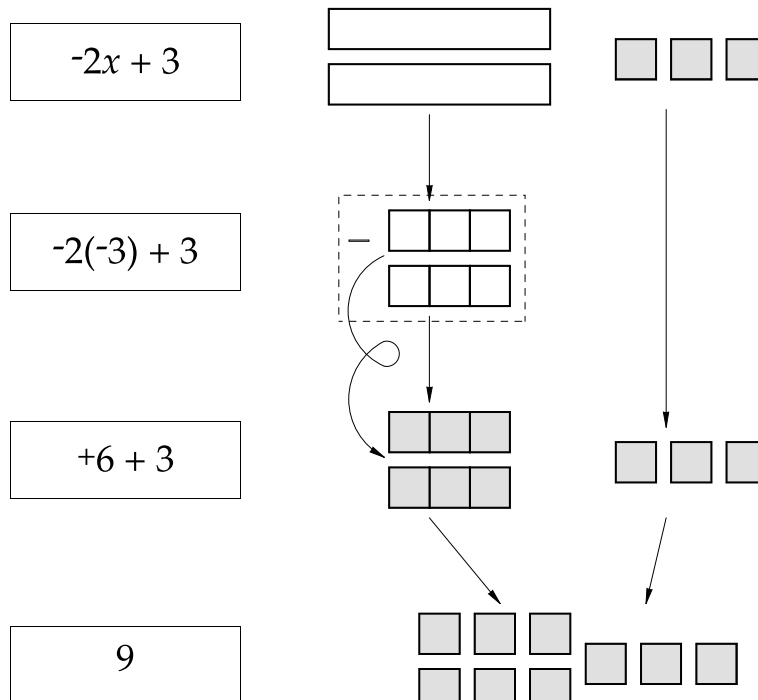 ⁻2x + 3
⁻2(⁻3) + 3
–
⁺6 + 3
9